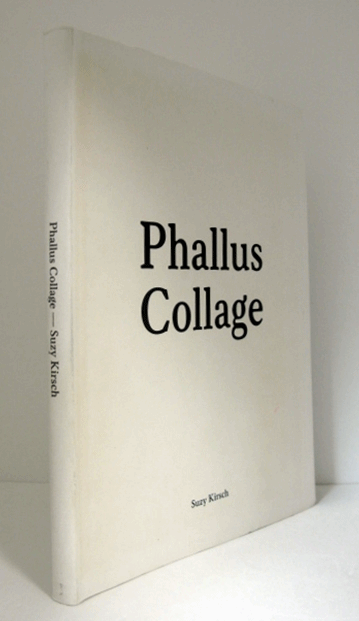 Phallus Collage — Suzy Kirsch
Phallus
Collage
Suzy Kirsch